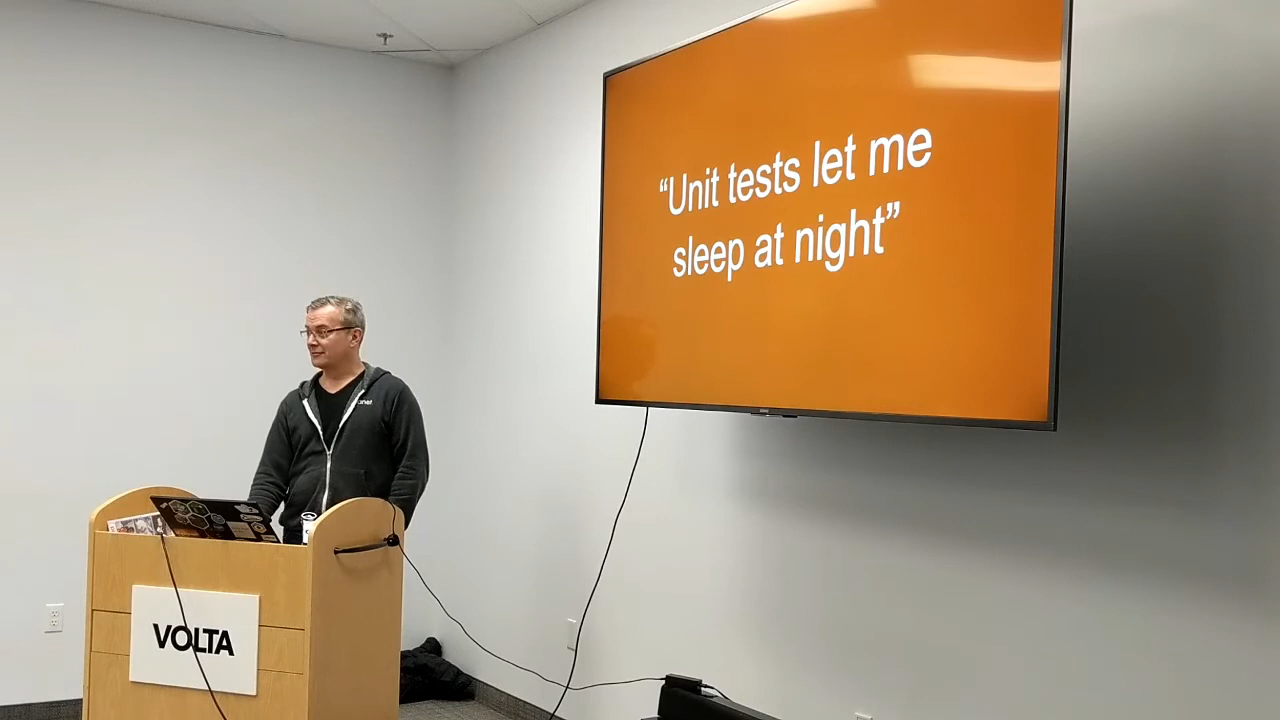 “Unit tests let me
sleep at night”
VOLTA